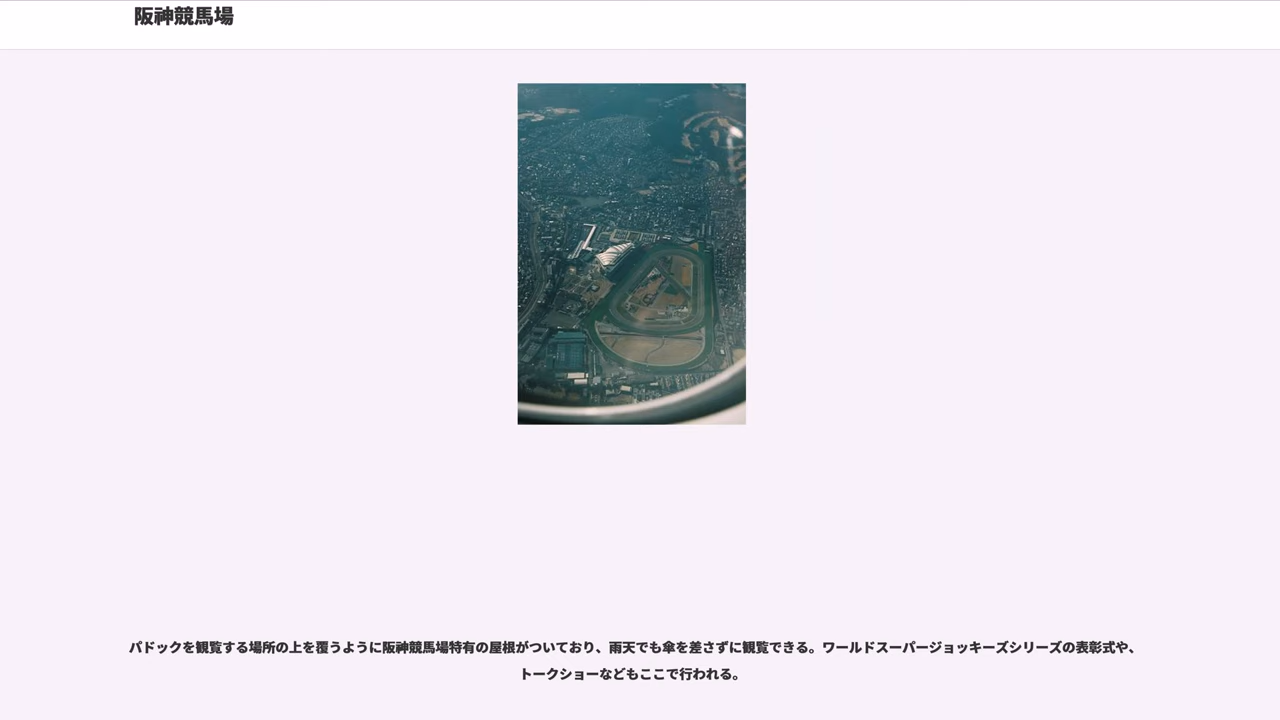 阪神競馬場
パドックを観覧する場所の上を覆うように阪神競馬場特有の屋根がついており、雨天でも傘を差さずに観覧できる。ワールドスーパージョッキーズシリーズの表彰式や、
トークショーなどもここで行われる。